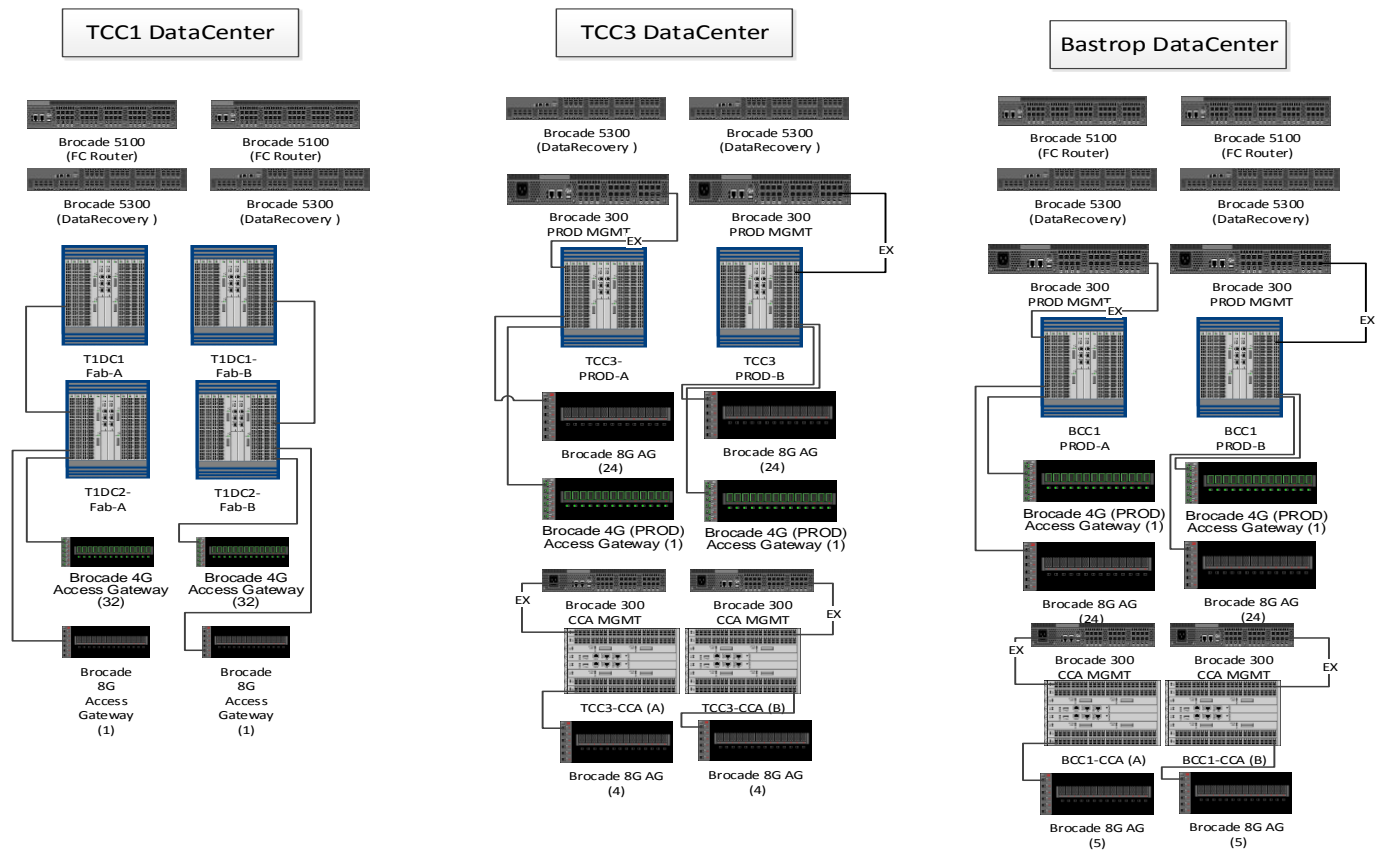 TCC1 DataCenter
Brocade 5100
(FC Router)
Brocade 5100
(FC Router)
Brocade 5300
(DataRecovery )
Brocade 5300
(DataRecovery )
T1DC1
Fab-A
T1DC1-
Fab-B
T1DC2-
Fab-A
T1DC2-
Fab-B
Brocade 4G
Access Gateway
(32)
Brocade 4G
Access Gateway
(32)
Brocade
8G
Access
Gateway
(1)
Brocade
8G
Access
Gateway
(1)
TCC3 DataCenter
Brocade 5300
(DataRecovery )
Brocade 5300
(DataRecovery )
Brocade 300
PROD MGMT
Brocade 300
PROD MGMT
EX
EX
TCC3-
PROD-A
TCC3
PROD-B
Brocade 8G AG
(24)
Brocade 8G AG
(24)
Brocade 4G (PROD)
Access Gateway (1)
Brocade 4G (PROD)
Access Gateway (1)
EX
Brocade 300
CCA MGMT
Brocade 300
CCA MGMT
EX
TCC3-CCA (A)
TCC3-CCA (B)
Brocade 8G AG
(4)
Brocade 8G AG
(4)
Bastrop DataCenter
Brocade 5100
(FC Router)
Brocade 5100
(FC Router)
Brocade 5300
(DataRecovery)
Brocade 5300
(DataRecovery)
Brocade 300
PROD MGMT
Brocade 300
PROD MGMT
EX
EX
BCC1
PROD-A
BCC1
PROD-B
Brocade 4G (PROD)
Access Gateway (1)
Brocade 4G (PROD)
Access Gateway (1)
Brocade 8G AG
(24)
Brocade 8G AG
(24)
EX
Brocade 300
CCA MGMT
Brocade 300
CCA MGMT
EX
BCC1-CCA (A)
BCC1-CCA (B)
Brocade 8G AG
(5)
Brocade 8G AG
(5)